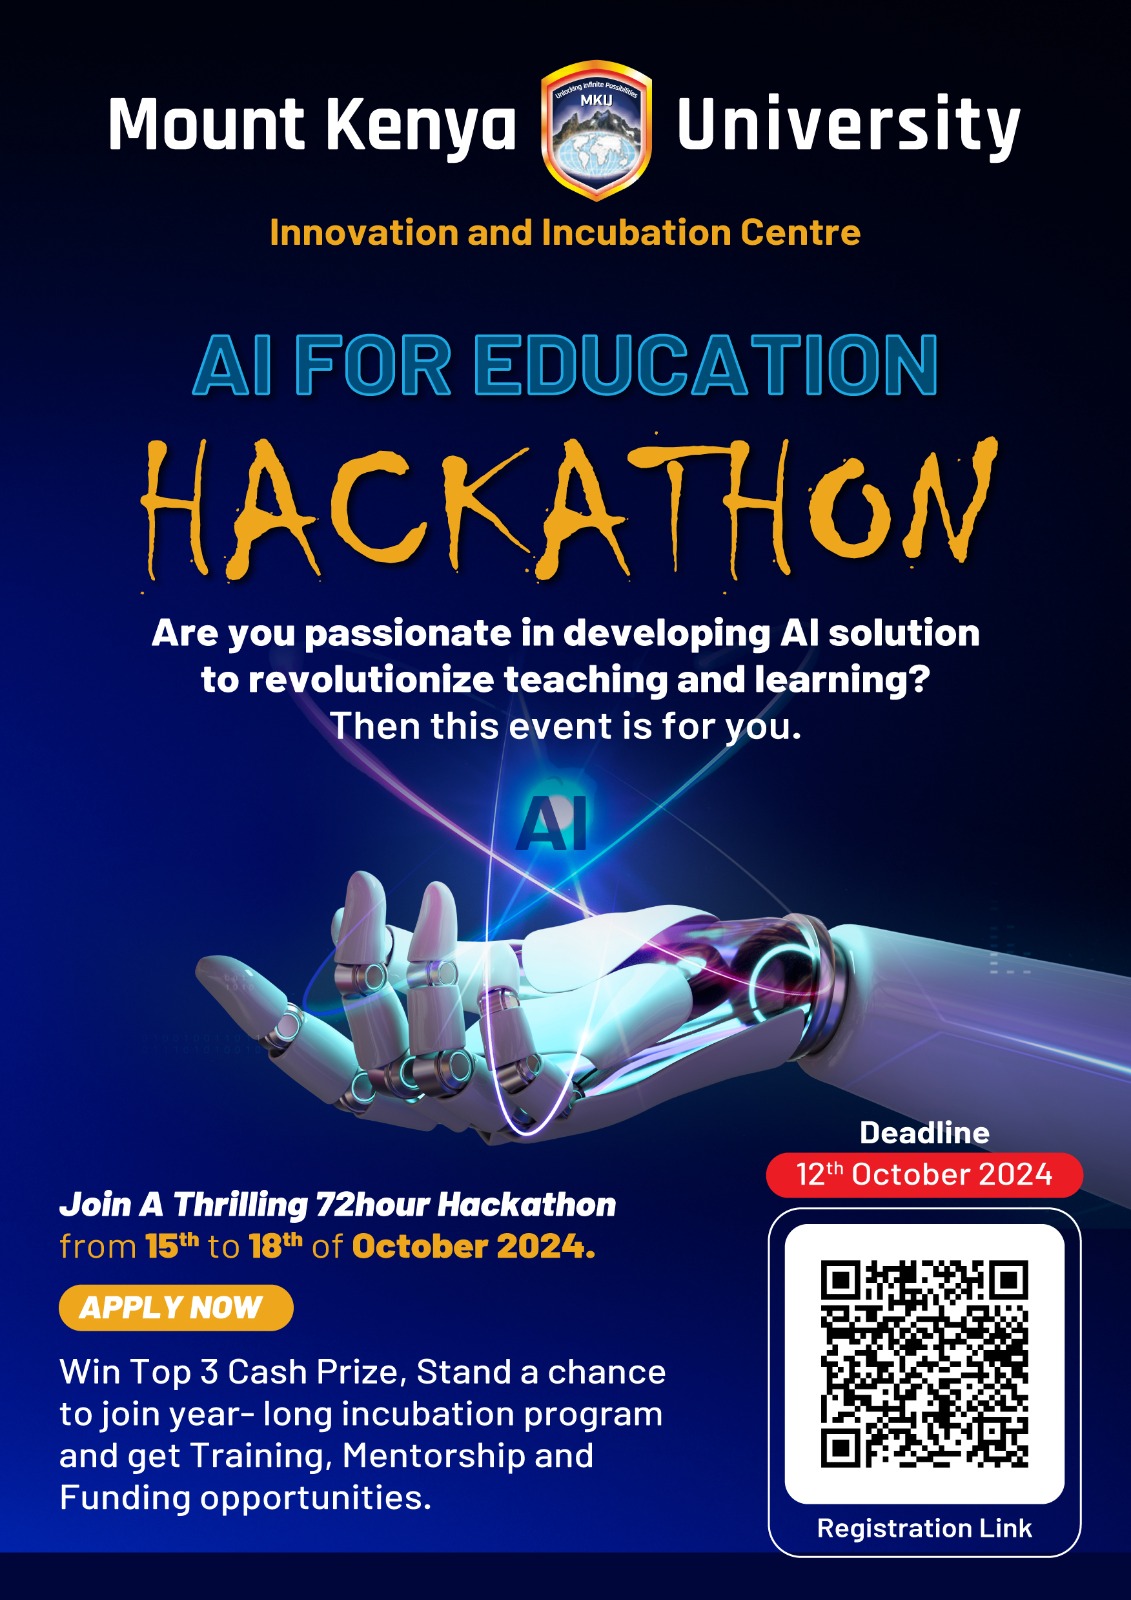 Mount Kenya University
Unlocking Infinite Possibilities
MKU
Innovation and Incubation Centre
AI FOR EDUCATION
HACKATHON
Are you passionate in developing AI solution
to revolutionize teaching and learning?
Then this event is for you.
AI
Deadline
12th October 2024
Join A Thrilling 72hour Hackathon
from 15th to 18th of October 2024.
APPLY NOW
Win Top 3 Cash Prize, Stand a chance
to join year- long incubation program
and get Training, Mentorship and
Funding opportunities.
Registration Link